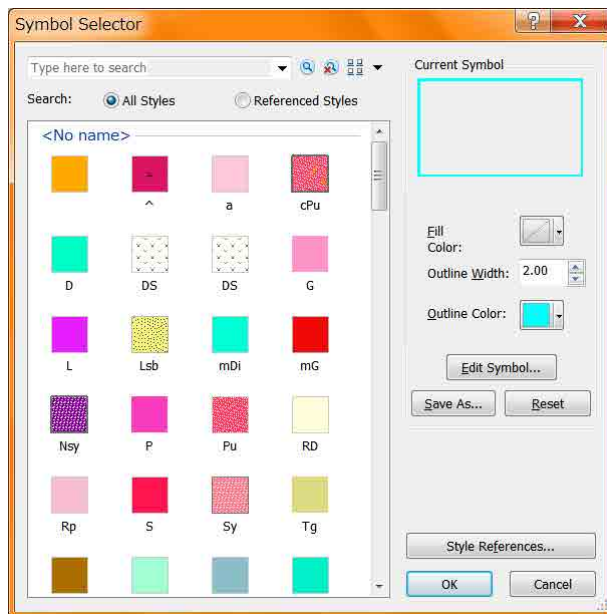 Symbol Selector
Type here to search
Search: All Styles Referenced Styles
<No name>
^ a cPu
D DS DS G
L Lsb mDi mG
Nsy P Pu RD
Rp S Sy Tg
Current Symbol
Fill Color:
Outline Width: 2.00
Outline Color:
Edit Symbol...
Save As... Reset
Style References...
OK Cancel